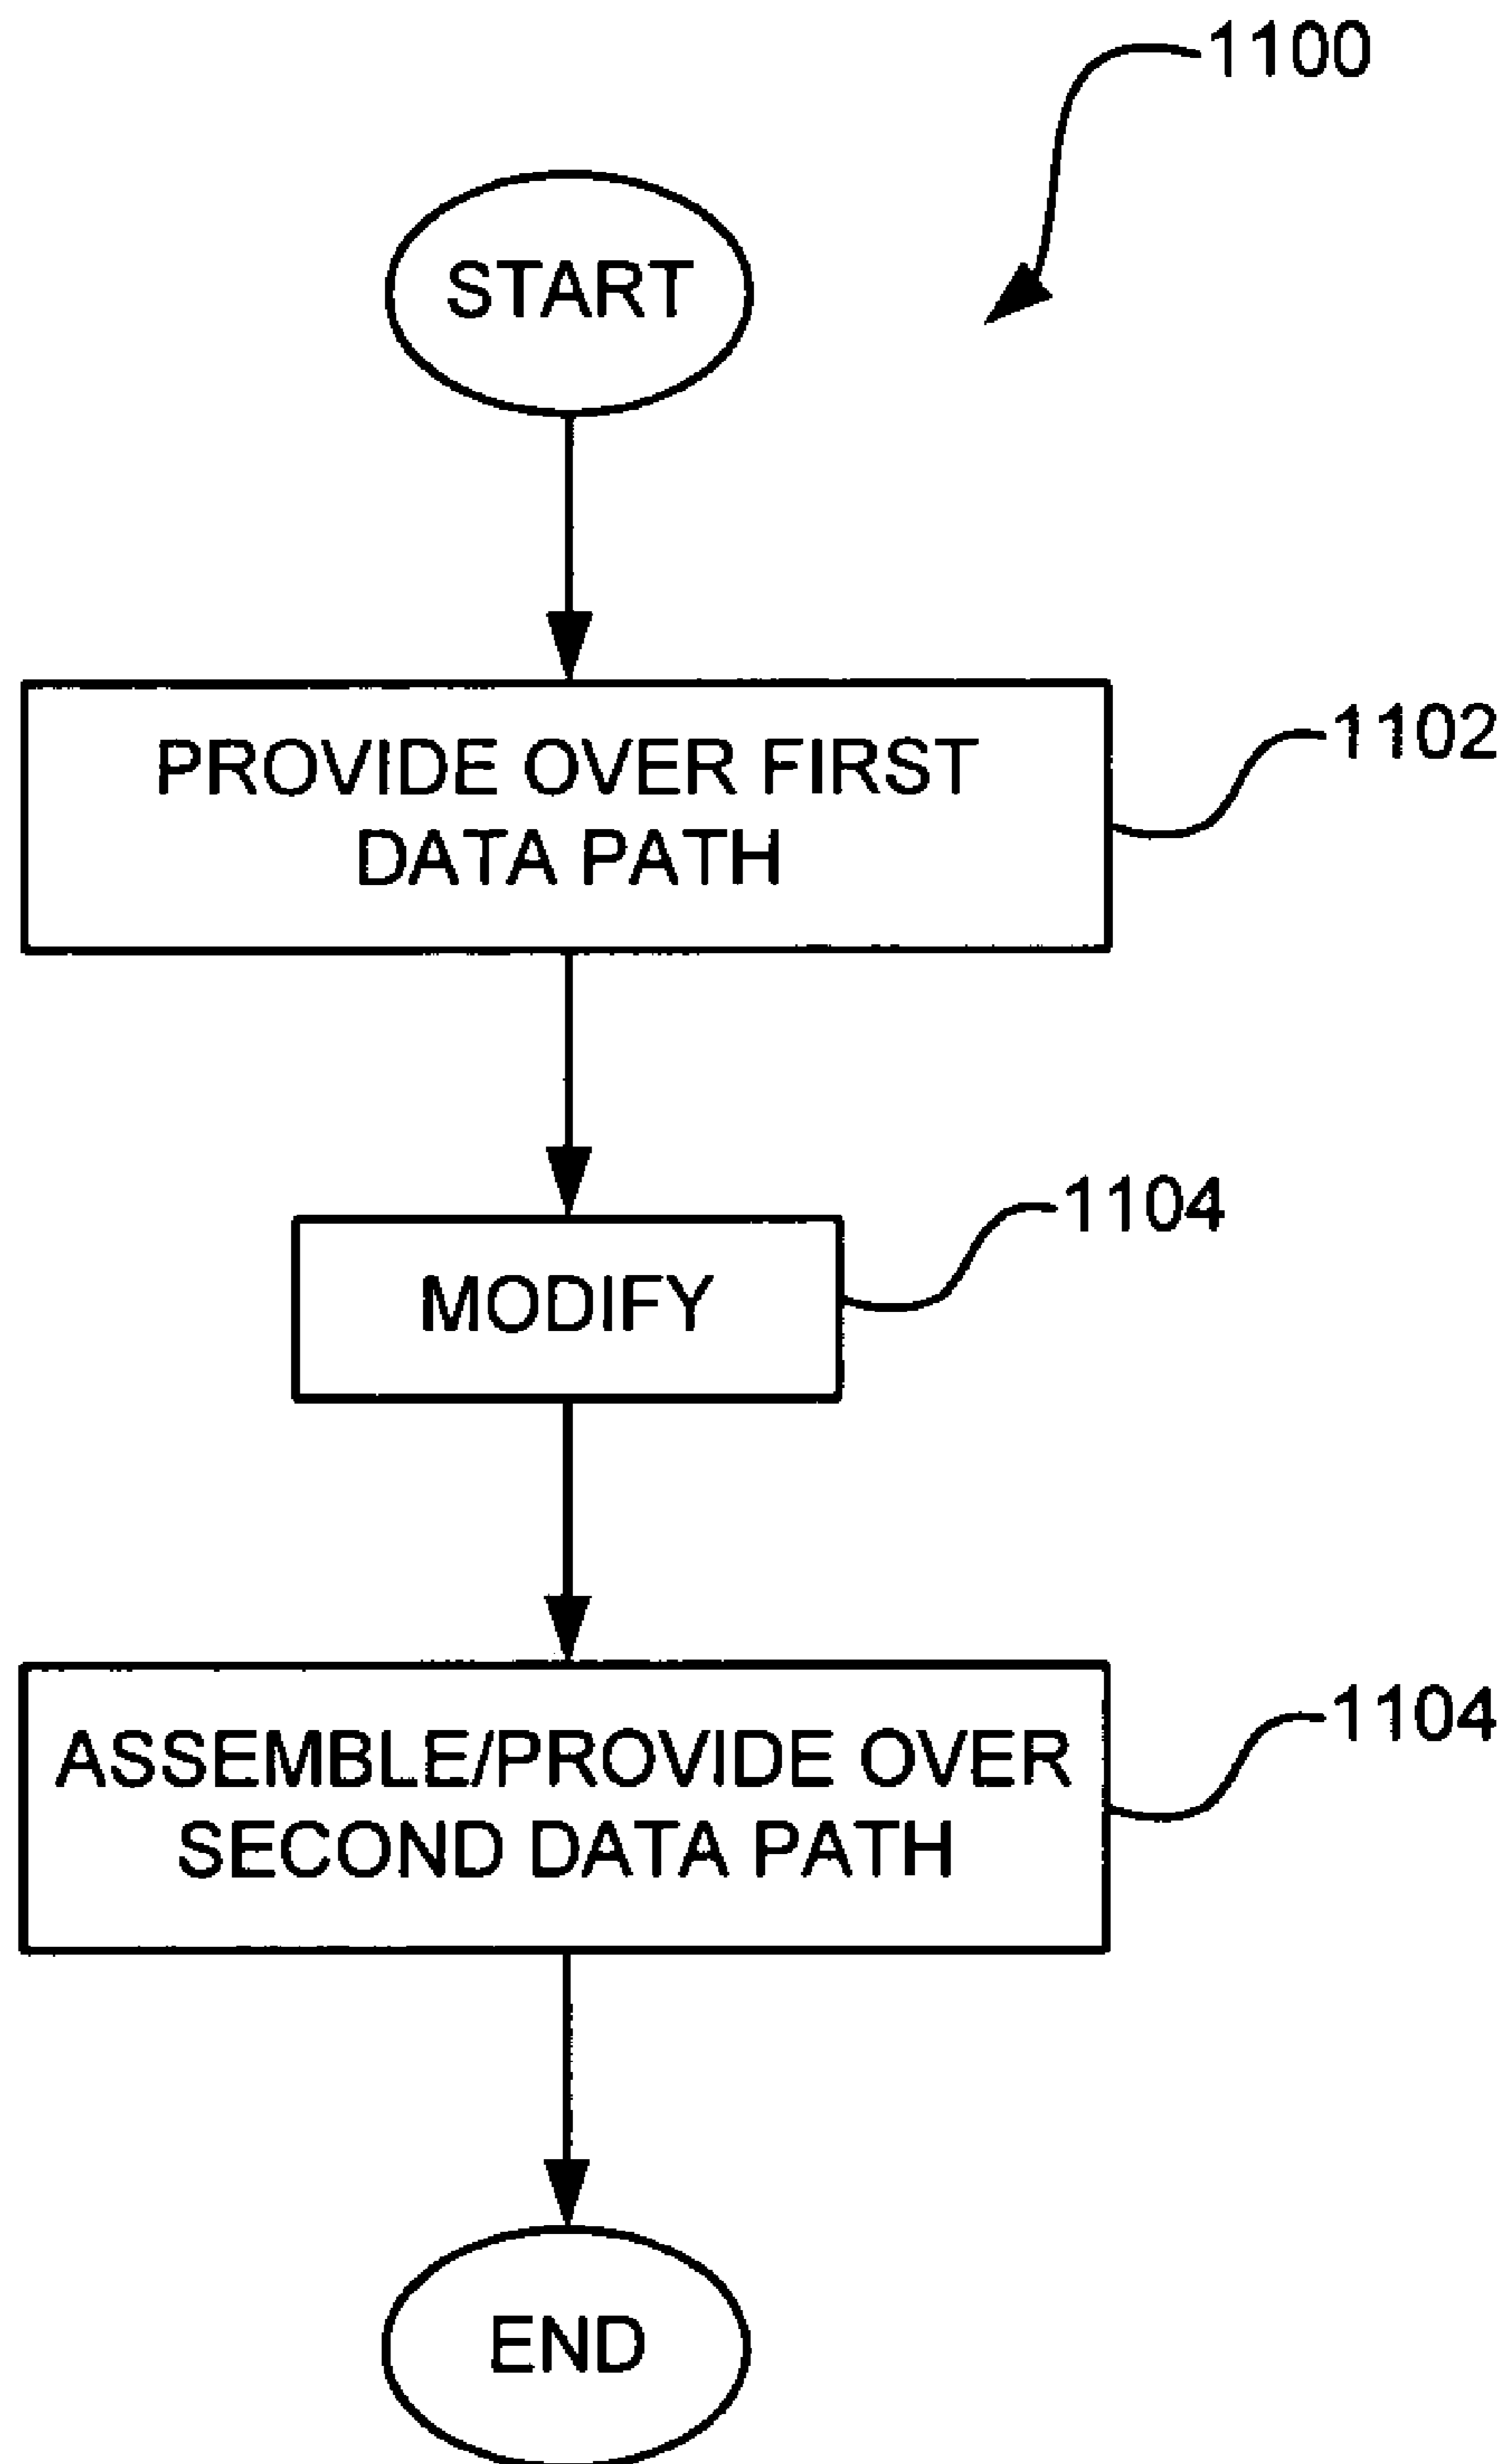 1100
START
PROVIDE OVER FIRST
DATA PATH
1102
MODIFY
1104
ASSEMBLE/PROVIDE OVER
SECOND DATA PATH
1104
END